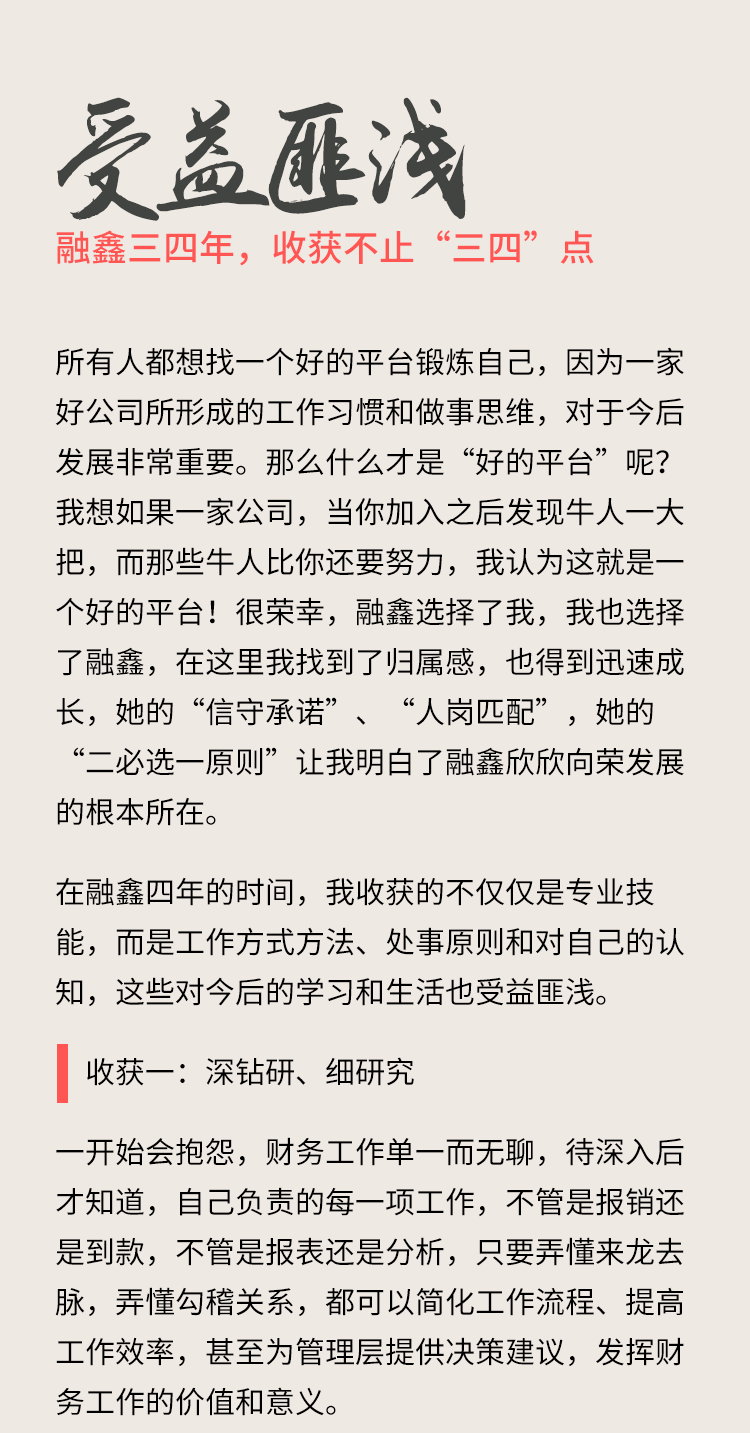 受益匪浅
融鑫三四年，收获不止“三四”点
所有人都想找一个好的平台锻炼自己，因为一家
好公司所形成的工作习惯和做事思维，对于今后
发展非常重要。那么什么才是“好的平台”呢？
我想如果一家公司，当你加入之后发现牛人一大
把，而那些牛人比你还要努力，我认为这就是一
个好的平台！很荣幸，融鑫选择了我，我也选择
了融鑫，在这里我找到了归属感，也得到迅速成
长，她的“信守承诺”、“人岗匹配”，她的
“二必选一原则”让我明白了融鑫欣欣向荣发展
的根本所在。
在融鑫四年的时间，我收获的不仅仅是专业技
能，而是工作方式方法、处事原则和对自己的认
知，这些对今后的学习和生活也受益匪浅。
收获一：深钻研、细研究
一开始会抱怨，财务工作单一而无聊，待深入后
才知道，自己负责的每一项工作，不管是报销还
是到款，不管是报表还是分析，只要弄懂来龙去
脉，弄懂勾稽关系，都可以简化工作流程、提高
工作效率，甚至为管理层提供决策建议，发挥财
务工作的价值和意义。